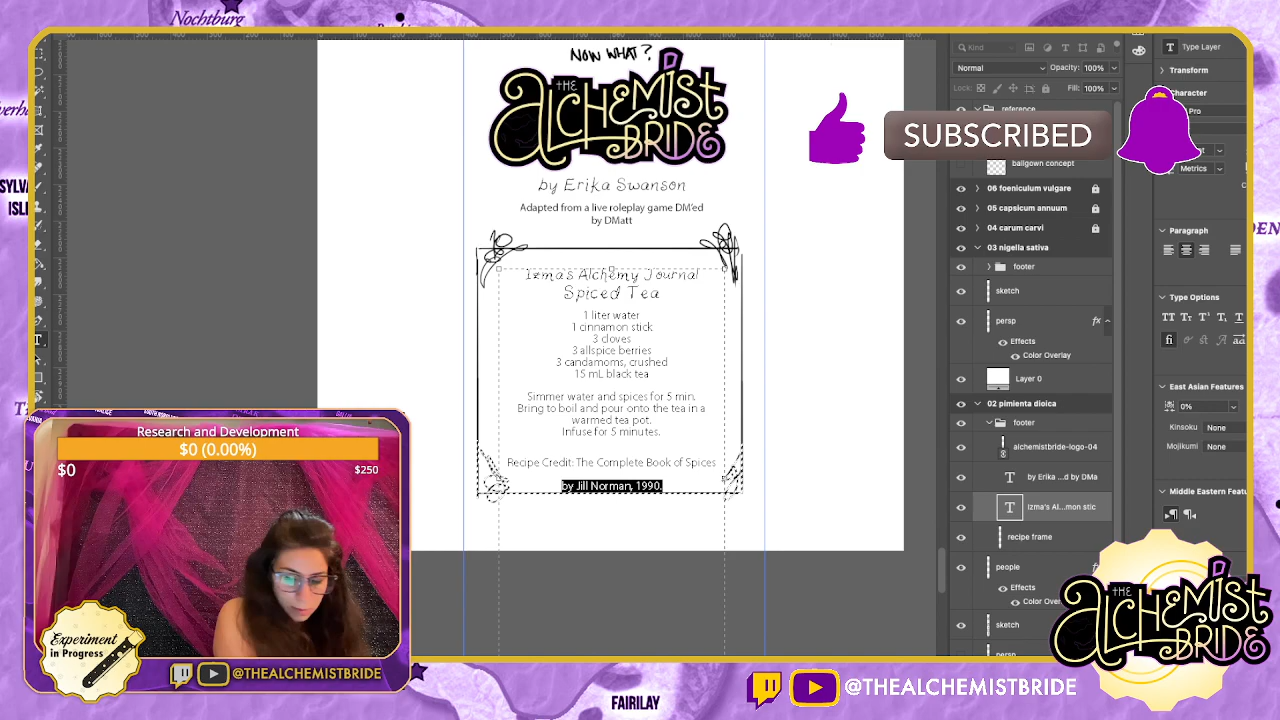 Nochtburg
NOW WHAT?
THE
ALCHEMIST
BRIDE
by Erika Swanson
Adapted from a live roleplay game DM'ed
by DMatt
Izma's Alchemy Journal
Spiced Tea
1 liter water
1 cinnamon stick
3 cloves
3 allspice berries
3 candamoms, crushed
15 mL black tea
Simmer water and spices for 5 min.
Bring to boil and pour onto the tea in a
warmed tea pot.
Infuse for 5 minutes.
Recipe Credit: The Complete Book of Spices
by Jill Norman, 1990.
SUBSCRIBED
Kind
Normal
Opacity: 100%
Lock:
Fill: 100%
reference
ballgown concept
06 foeniculum vulgare
05 capsicum annuum
04 carum carvi
03 nigella sativa
footer
sketch
persp
fx
Effects
Color Overlay
Layer 0
02 pimienta dioica
footer
alchemistbride-logo-04
by Erika ...d by DMa
Izma's Al...mon stic
recipe frame
people
Effects
Color Over
sketch
persp
Type Layer
Transform
Character
Pro
Metrics
Paragraph
Type Options
East Asian Features
0%
Kinsoku None
Mojikumi None
Middle Eastern Featu
SYLVA
ISL
Research and Development
$0 (0.00%)
$0
$250
Experiment
in Progress
@THEALCHEMISTBRIDE
FAIRILAY
@THEALCHEMISTBRIDE
THE
ALCHEMIST
BRIDE